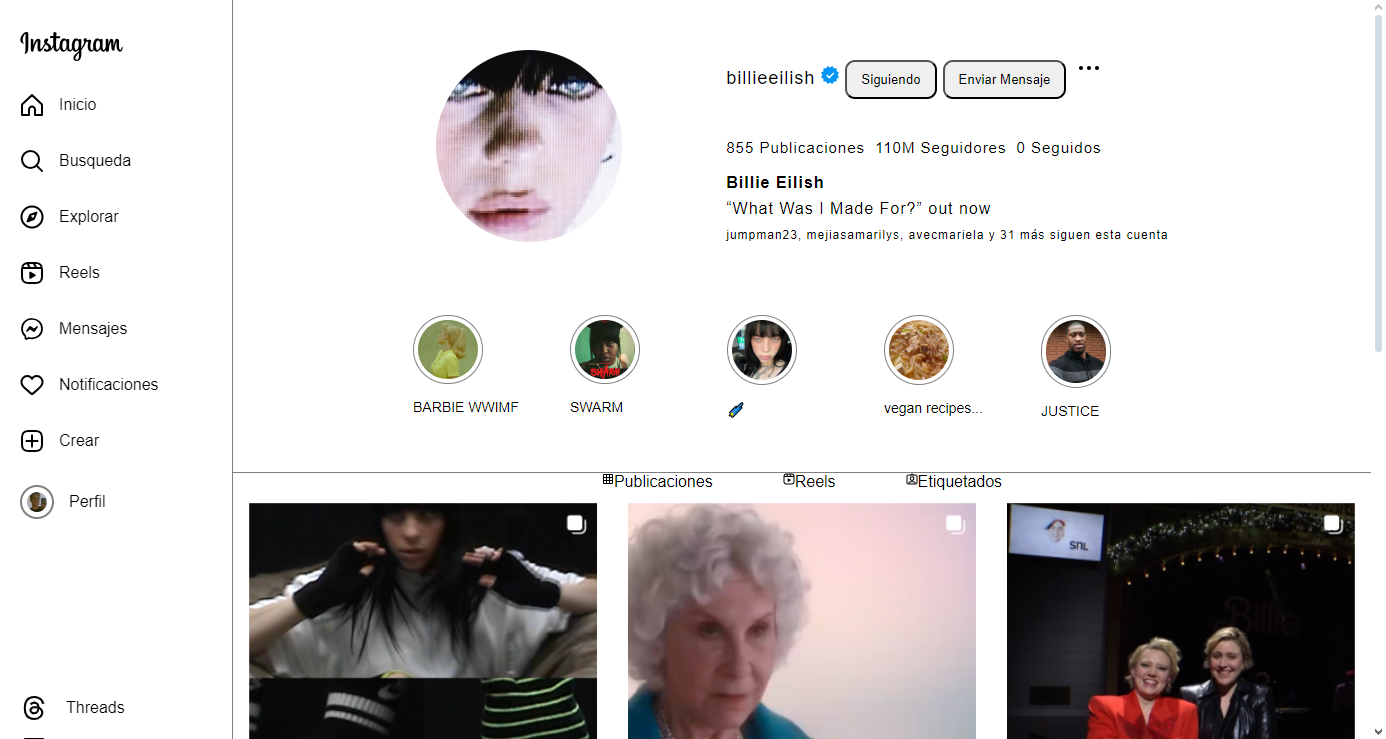 Instagram
Inicio
Busqueda
Explorar
Reels
Mensajes
Notificaciones
Crear
Perfil
Threads
billieeilish Siguiendo Enviar Mensaje
855 Publicaciones 110M Seguidores 0 Seguidos
Billie Eilish
“What Was I Made For?” out now
jumpman23, mejiasamarilys, avecmariela y 31 más siguen esta cuenta
BARBIE WWIMF SWARM vegan recipes... JUSTICE
SWARM
Publicaciones Reels Etiquetados
SNL
Billie